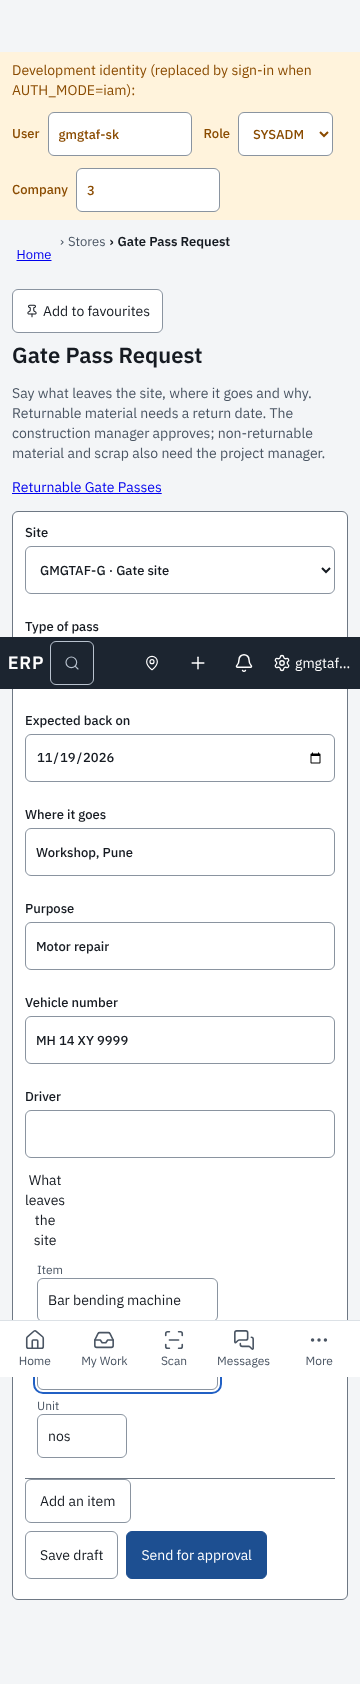 Development identity (replaced by sign-in when
AUTH_MODE=iam):
User gmgtaf-sk Role SYSADM
Company 3
Home › Stores › Gate Pass Request
Add to favourites
Gate Pass Request
Say what leaves the site, where it goes and why.
Returnable material needs a return date. The
construction manager approves; non-returnable
material and scrap also need the project manager.
Returnable Gate Passes
Site
GMGTAF-G · Gate site
Type of pass
ERP gmgtaf...
Expected back on
11/19/2026
Where it goes
Workshop, Pune
Purpose
Motor repair
Vehicle number
MH 14 XY 9999
Driver
What
leaves
the
site
Item
Bar bending machine
Home My Work Scan Messages More
Unit
nos
Add an item
Save draft Send for approval